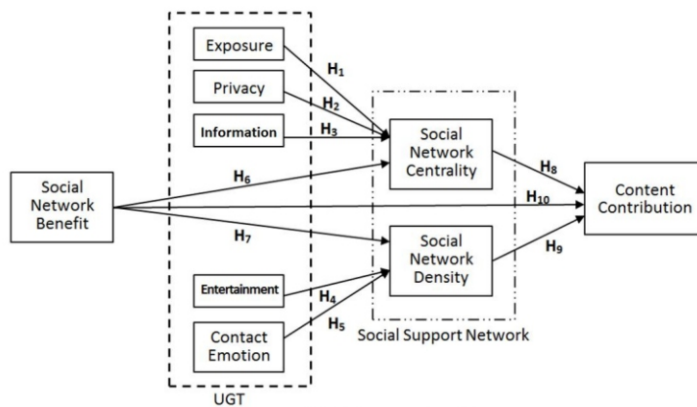 Exposure
H1
Privacy
H2
Information
H3
Social
Network
Centrality
H6
H8
Social
Network
Benefit
H10
Content
Contribution
H7
Social
Network
Density
H9
Entertainment
H4
H5
Contact
Emotion
Social Support Network
UGT